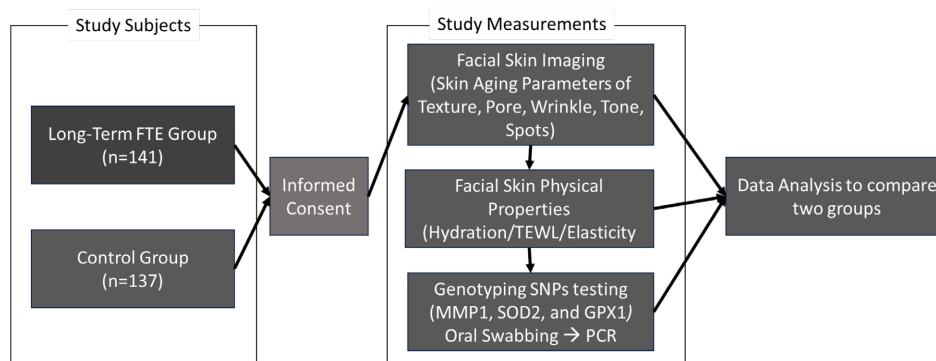 Study Subjects
Long-Term FTE Group
(n=141)
Control Group
(n=137)
Informed
Consent
Study Measurements
Facial Skin Imaging
(Skin Aging Parameters of
Texture, Pore, Wrinkle, Tone,
Spots)
Facial Skin Physical
Properties
(Hydration/TEWL/Elasticity
Genotyping SNPs testing
(MMP1, SOD2, and GPX1)
Oral Swabbing → PCR
Data Analysis to compare
two groups